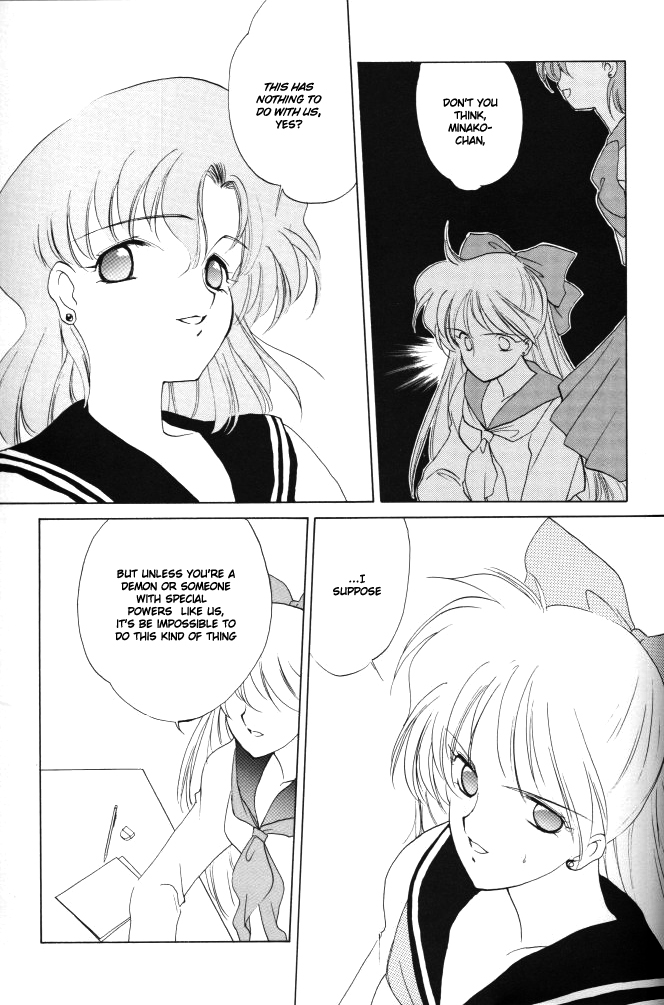 DON'T YOU
THINK,
MINAKO-
CHAN,
THIS HAS
NOTHING TO
DO WITH US,
YES?
...I
SUPPOSE
BUT UNLESS YOU'RE A
DEMON OR SOMEONE
WITH SPECIAL
POWERS LIKE US,
IT'S BE IMPOSSIBLE TO
DO THIS KIND OF THING